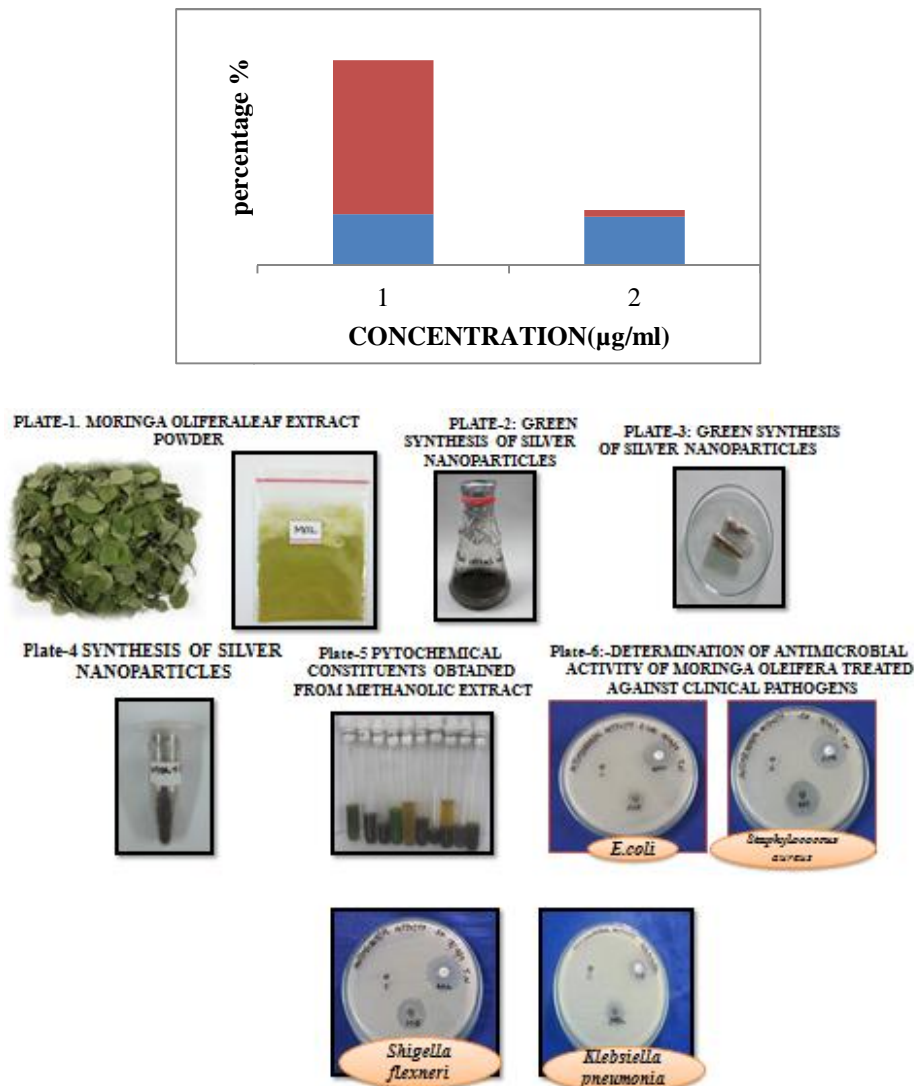 percentage %
1
2
CONCENTRATION(µg/ml)
PLATE-1. MORINGA OLIFERALEAF EXTRACT
POWDER
PLATE-2: GREEN
SYNTHESIS OF SILVER
NANOPARTICLES
PLATE-3: GREEN SYNTHESIS
OF SILVER NANOPARTICLES
Plate-4 SYNTHESIS OF SILVER
NANOPARTICLES
Plate-5 PYTOCHEMICAL
CONSTITUENTS OBTAINED
FROM METHANOLIC EXTRACT
Plate-6:-DETERMINATION OF ANTIMICROBIAL
ACTIVITY OF MORINGA OLEIFERA TREATED
AGAINST CLINICAL PATHOGENS
E.coli
Staphylococcus
aureus
Shigella
flexneri
Klebsiella
pneumonia